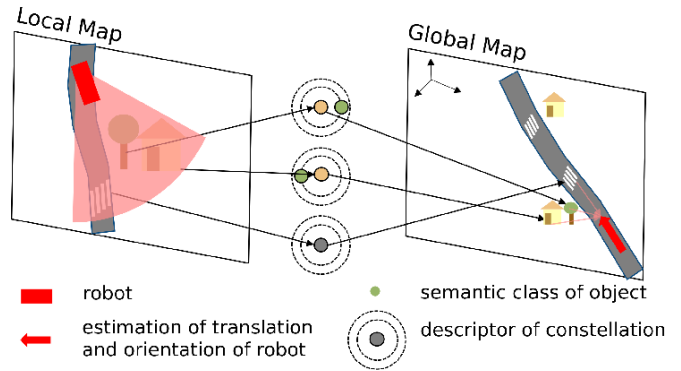 Local Map
Global Map
robot
semantic class of object
estimation of translation
and orientation of robot
descriptor of constellation